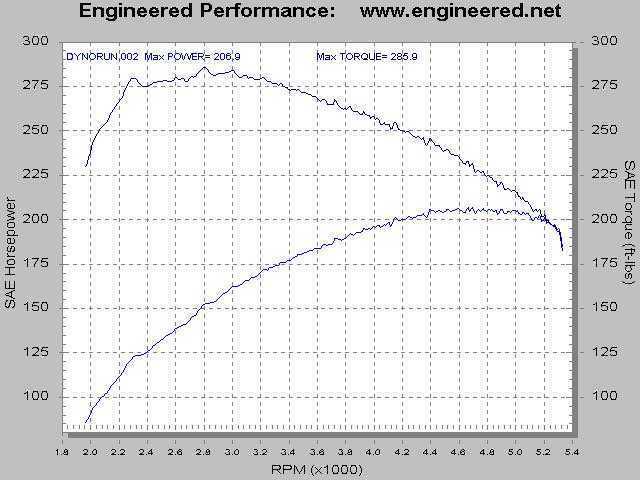 Engineered Performance: www.engineered.net
300 300
DYNORUN.002 Max POWER= 206.9 Max TORQUE= 285.9
275 275
250 250
225 225
200 200
175 175
150 150
125 125
100 100
SAE Horsepower
SAE Torque (ft-lbs)
1.8 2.0 2.2 2.4 2.6 2.8 3.0 3.2 3.4 3.6 3.8 4.0 4.2 4.4 4.6 4.8 5.0 5.2 5.4
RPM (x1000)